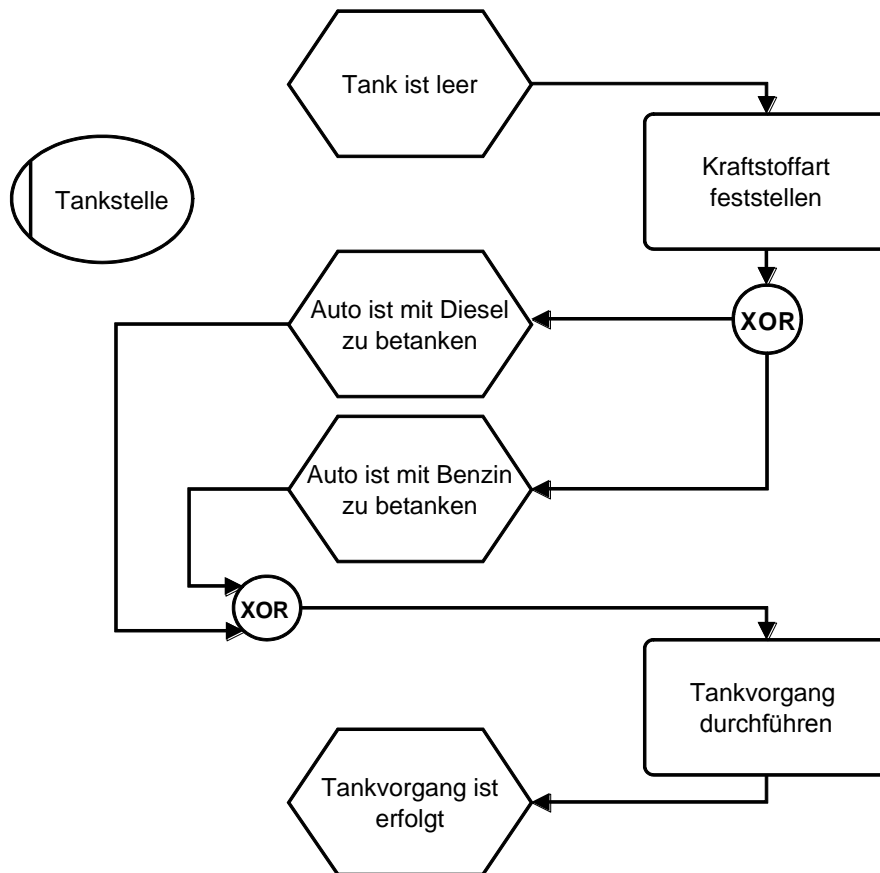 Tank ist leer
Kraftstoffart
feststellen
Tankstelle
Auto ist mit Diesel
zu betanken
XOR
Auto ist mit Benzin
zu betanken
XOR
Tankvorgang
durchführen
Tankvorgang ist
erfolgt